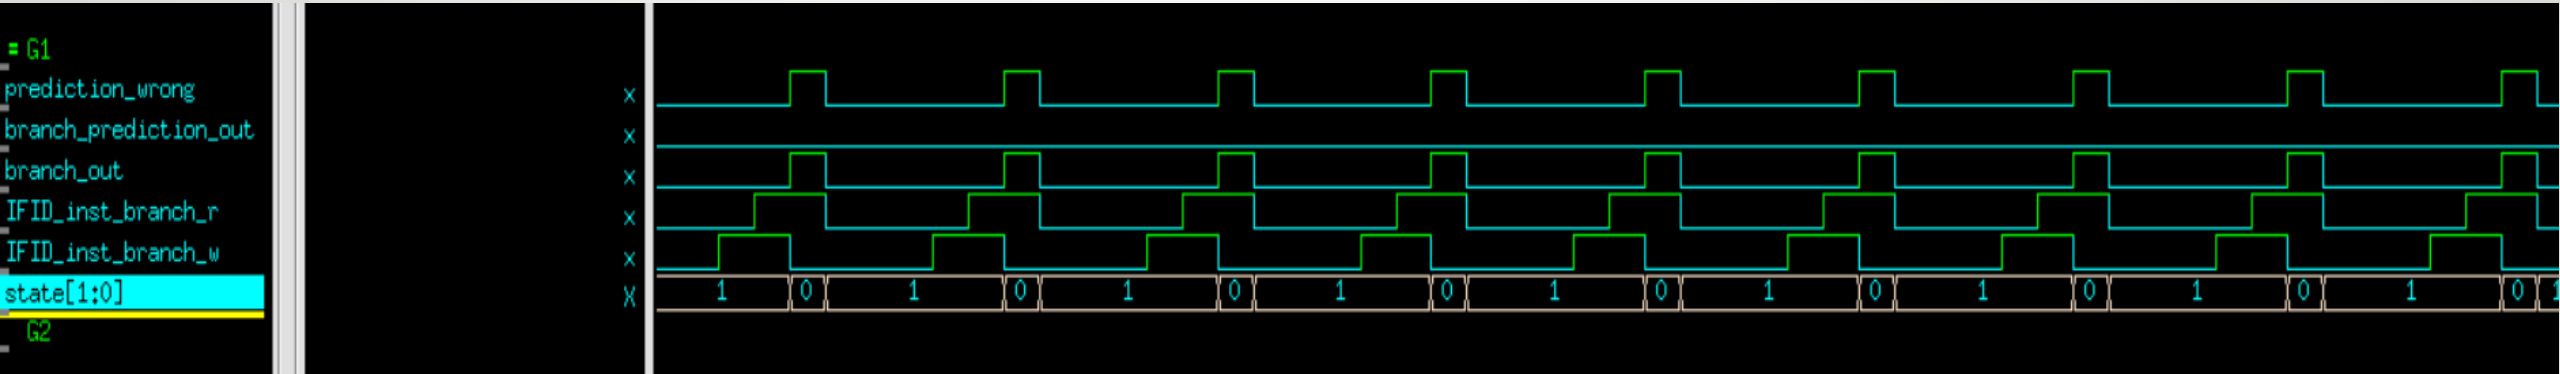 = G1
prediction_wrong x
branch_prediction_out x
branch_out x
IFID_inst_branch_r x
IFID_inst_branch_w x
state[1:0] X 1 0 1 0 1 0 1 0 1 0 1 0 1 0 1 0 1 0 1
G2